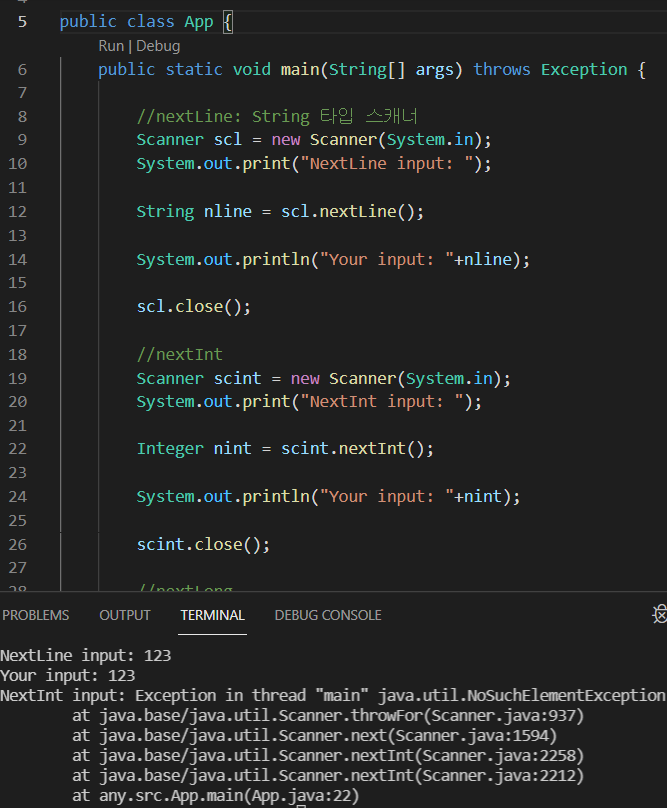 5 public class App {
Run | Debug
6 public static void main(String[] args) throws Exception {
7
8 //nextLine: String 타입 스캐너
9 Scanner scl = new Scanner(System.in);
10 System.out.print("NextLine input: ");
11
12 String nline = scl.nextLine();
13
14 System.out.println("Your input: "+nline);
15
16 scl.close();
17
18 //nextInt
19 Scanner scint = new Scanner(System.in);
20 System.out.print("NextInt input: ");
21
22 Integer nint = scint.nextInt();
23
24 System.out.println("Your input: "+nint);
25
26 scint.close();
27
28 //nextLong
PROBLEMS OUTPUT TERMINAL DEBUG CONSOLE
NextLine input: 123
Your input: 123
NextInt input: Exception in thread "main" java.util.NoSuchElementException
at java.base/java.util.Scanner.throwFor(Scanner.java:937)
at java.base/java.util.Scanner.next(Scanner.java:1594)
at java.base/java.util.Scanner.nextInt(Scanner.java:2258)
at java.base/java.util.Scanner.nextInt(Scanner.java:2212)
at any.src.App.main(App.java:22)